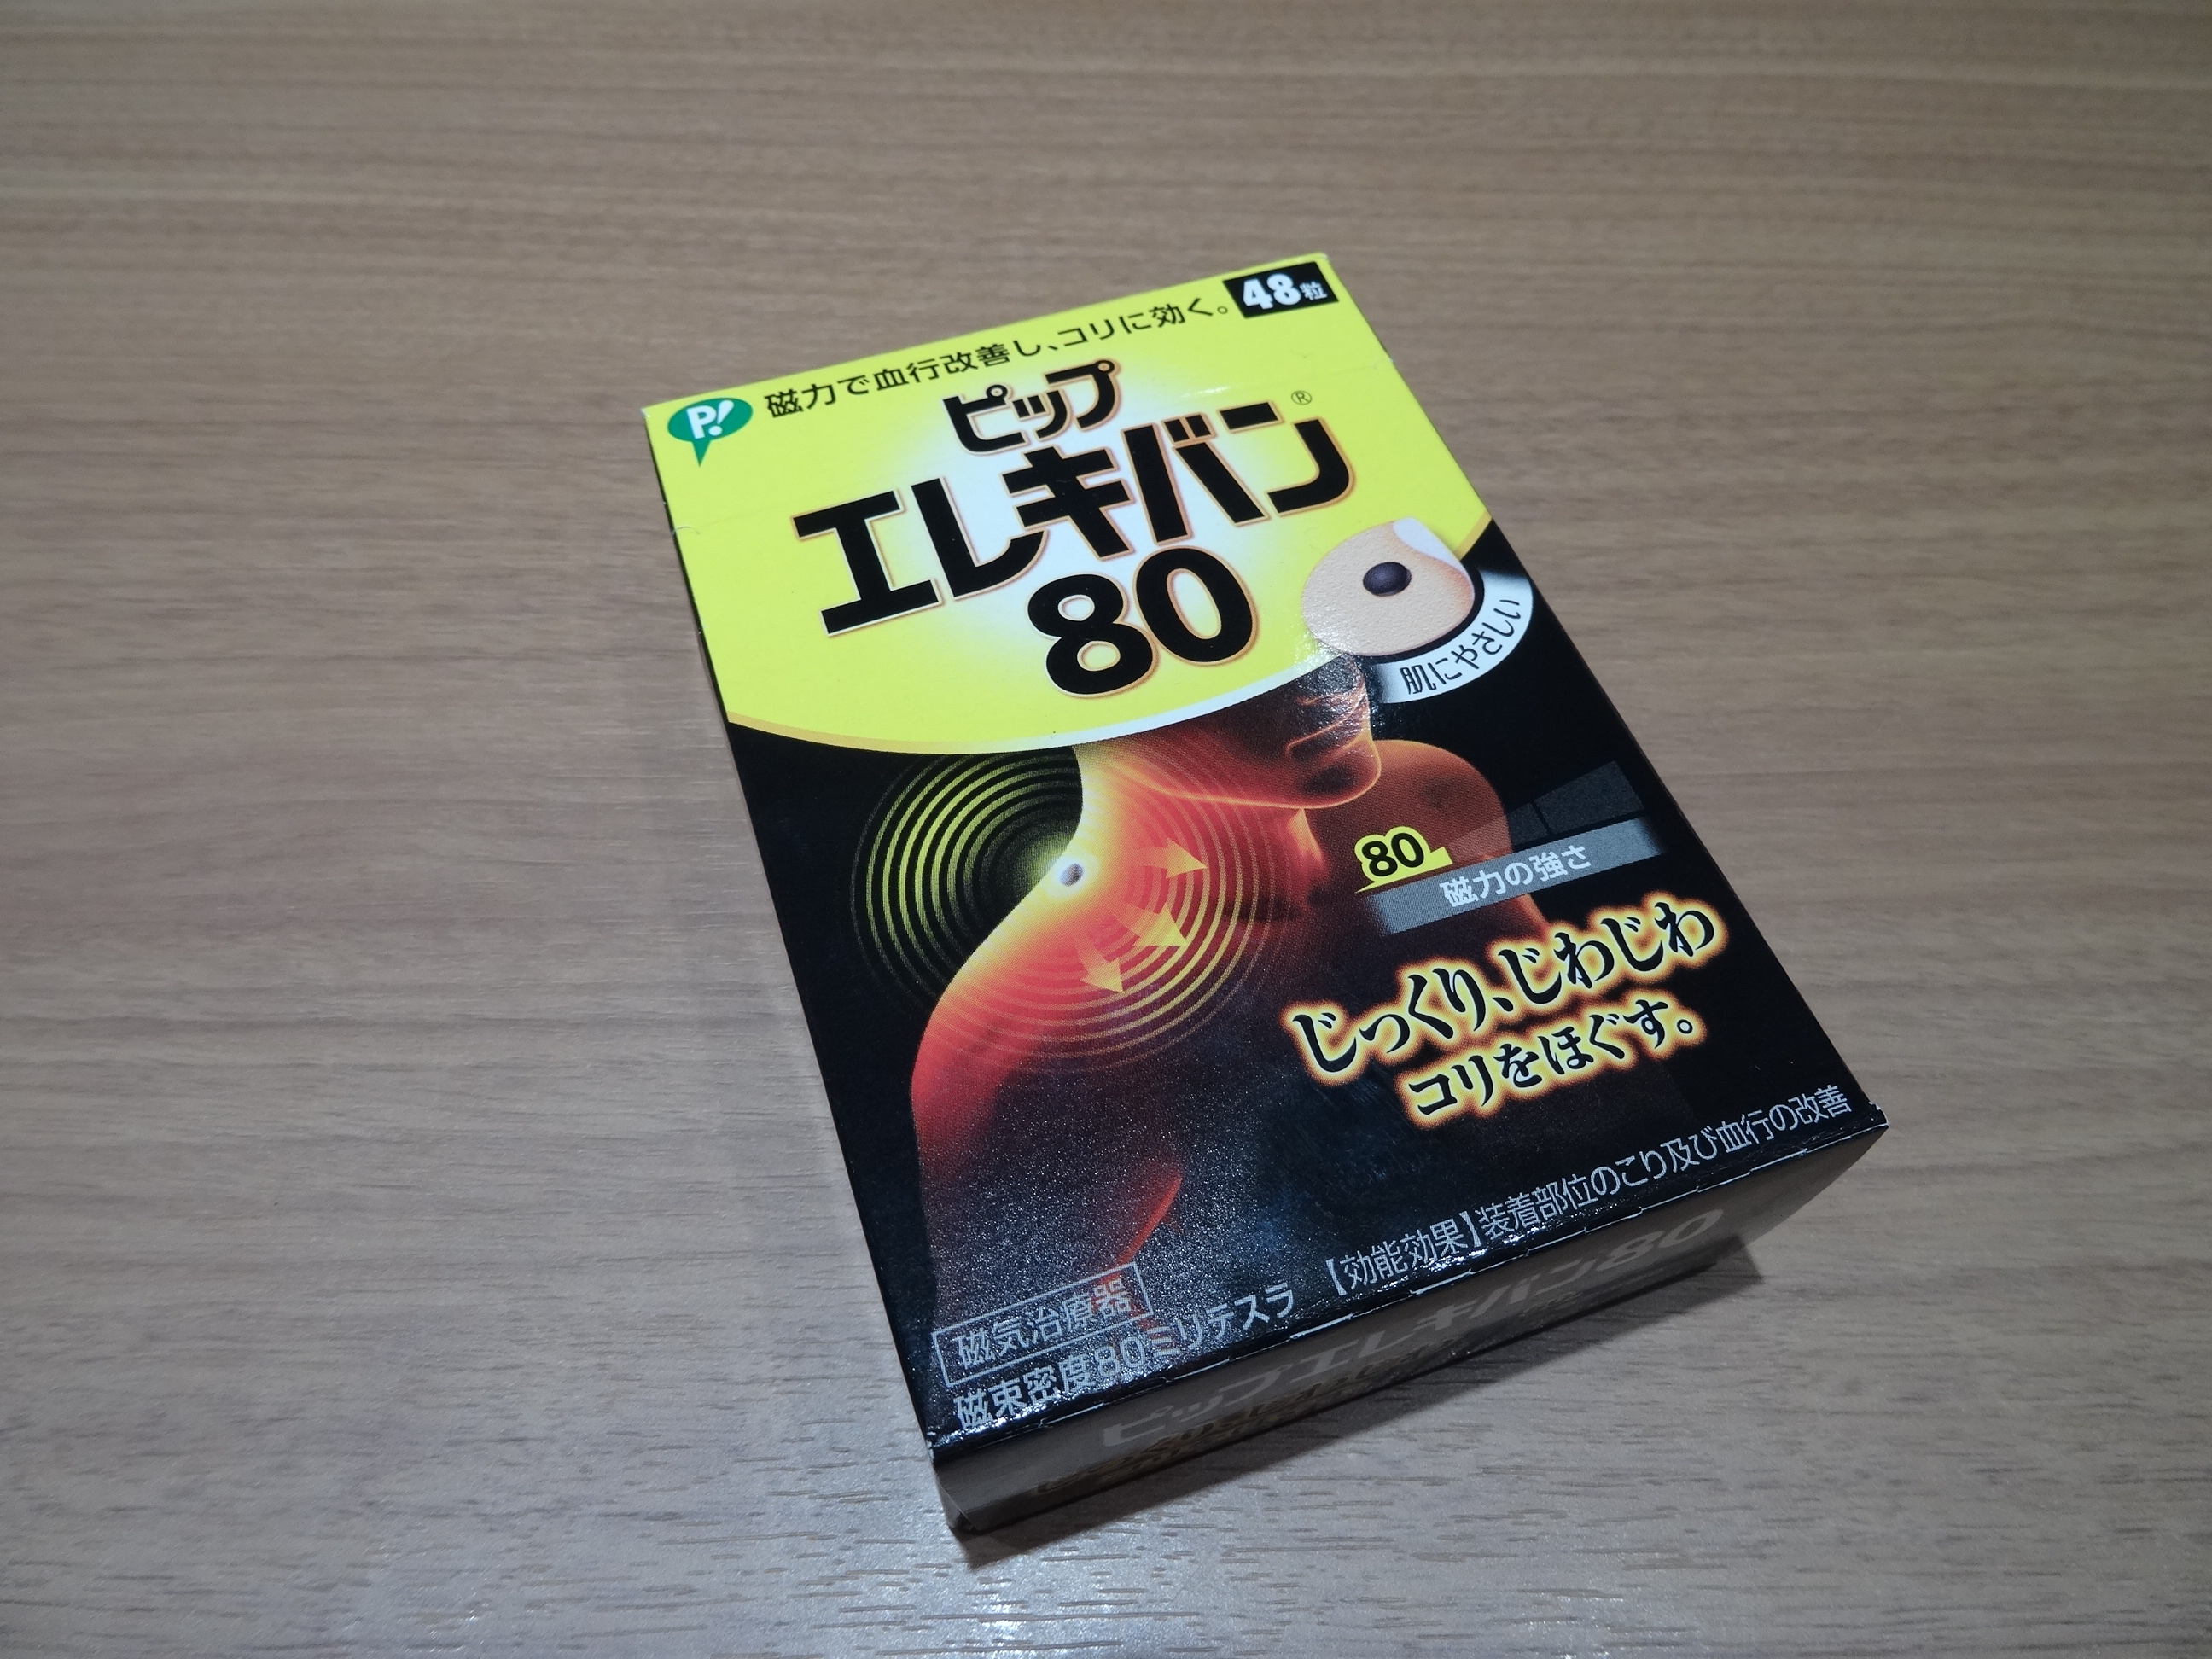 磁力で血行改善し、コリに効く。
48粒
P!
ピップ
エレキバン®
80
肌にやさしい
80
磁力の強さ
じっくり、じわじわ
コリをほぐす。
磁気治療器
磁束密度80ミリテスラ 【効能効果】装着部位のこり及び血行の改善
ピップエレキバン80